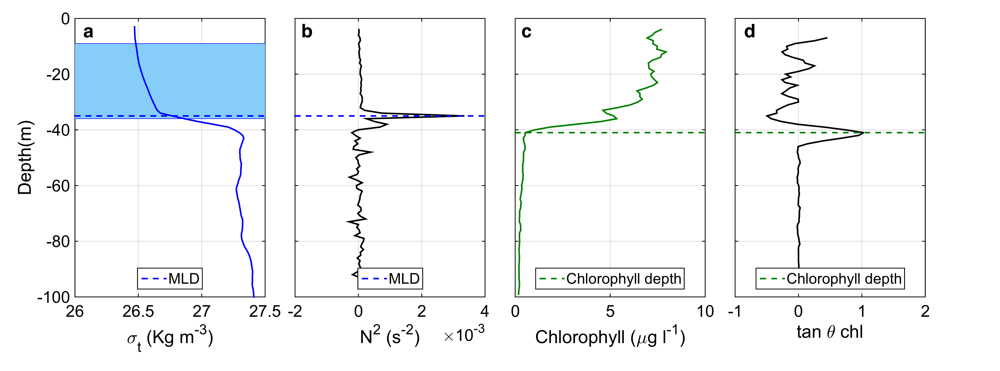 a
b
c
d
0
-20
-40
-60
-80
-100
Depth(m)
MLD
MLD
Chlorophyll depth
Chlorophyll depth
26 26.5 27 27.5
-2 0 2 4
0 5 10
-1 0 1 2
σt (Kg m-3)
N2 (s-2) ×10-3
Chlorophyll (μg l-1)
tan θ chl